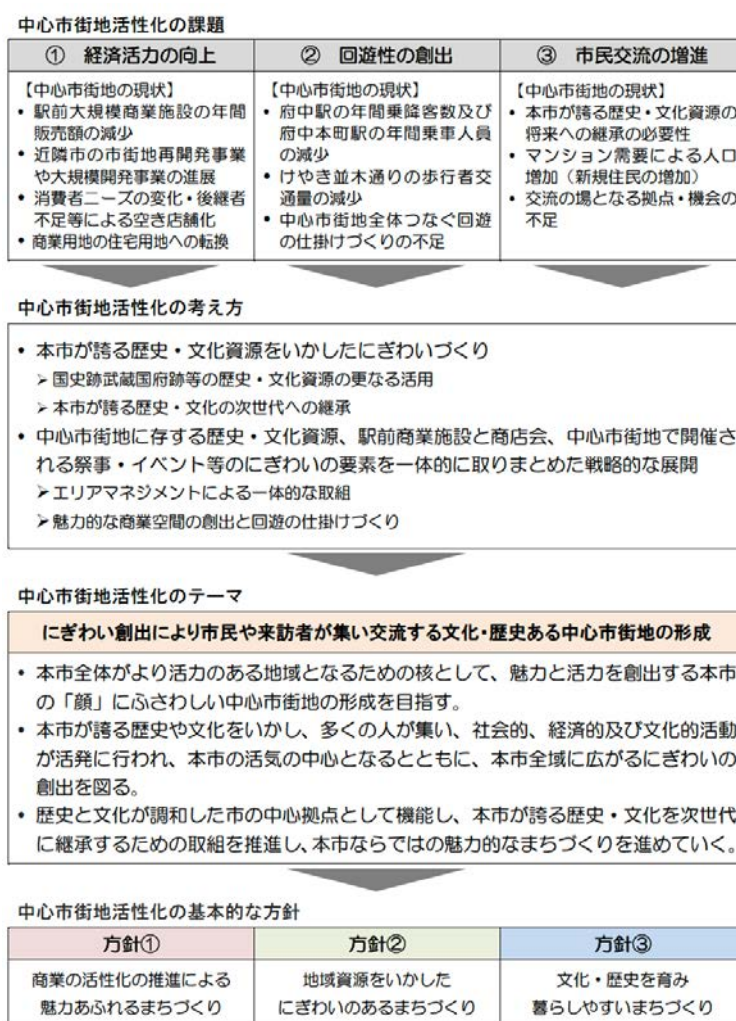 中心市街地活性化の課題
① 経済活力の向上
【中心市街地の現状】
• 駅前大規模商業施設の年間
販売額の減少
• 近隣市の市街地再開発事業
や大規模開発事業の進展
• 消費者ニーズの変化・後継者
不足等による空き店舗化
• 商業用地の住宅用地への転換
② 回遊性の創出
【中心市街地の現状】
• 府中駅の年間乗降客数及び
府中本町駅の年間乗車人員
の減少
• けやき並木通りの歩行者交
通量の減少
• 中心市街地全体つなぐ回遊
の仕掛けづくりの不足
③ 市民交流の増進
【中心市街地の現状】
• 本市が誇る歴史・文化資源の
将来への継承の必要性
• マンション需要による人口
増加（新規住民の増加）
• 交流の場となる拠点・機会の
不足
中心市街地活性化の考え方
• 本市が誇る歴史・文化資源をいかしたにぎわいづくり
➢ 国史跡武蔵国府跡等の歴史・文化資源の更なる活用
➢ 本市が誇る歴史・文化の次世代への継承
• 中心市街地に存する歴史・文化資源、駅前商業施設と商店会、中心市街地で開催さ
れる祭事・イベント等のにぎわいの要素を一体的に取りまとめた戦略的な展開
➢ エリアマネジメントによる一体的な取組
➢ 魅力的な商業空間の創出と回遊の仕掛けづくり
中心市街地活性化のテーマ
にぎわい創出により市民や来訪者が集い交流する文化・歴史ある中心市街地の形成
• 本市全体がより活力のある地域となるための核として、魅力と活力を創出する本市
の「顔」にふさわしい中心市街地の形成を目指す。
• 本市が誇る歴史や文化をいかし、多くの人が集い、社会的、経済的及び文化的活動
が活発に行われ、本市の活気の中心となるとともに、本市全域に広がるにぎわいの
創出を図る。
• 歴史と文化が調和した市の中心拠点として機能し、本市が誇る歴史・文化を次世代
に継承するための取組を推進し、本市ならではの魅力的なまちづくりを進めていく。
中心市街地活性化の基本的な方針
方針①
商業の活性化の推進による
魅力あふれるまちづくり
方針②
地域資源をいかした
にぎわいのあるまちづくり
方針③
文化・歴史を育み
暮らしやすいまちづくり